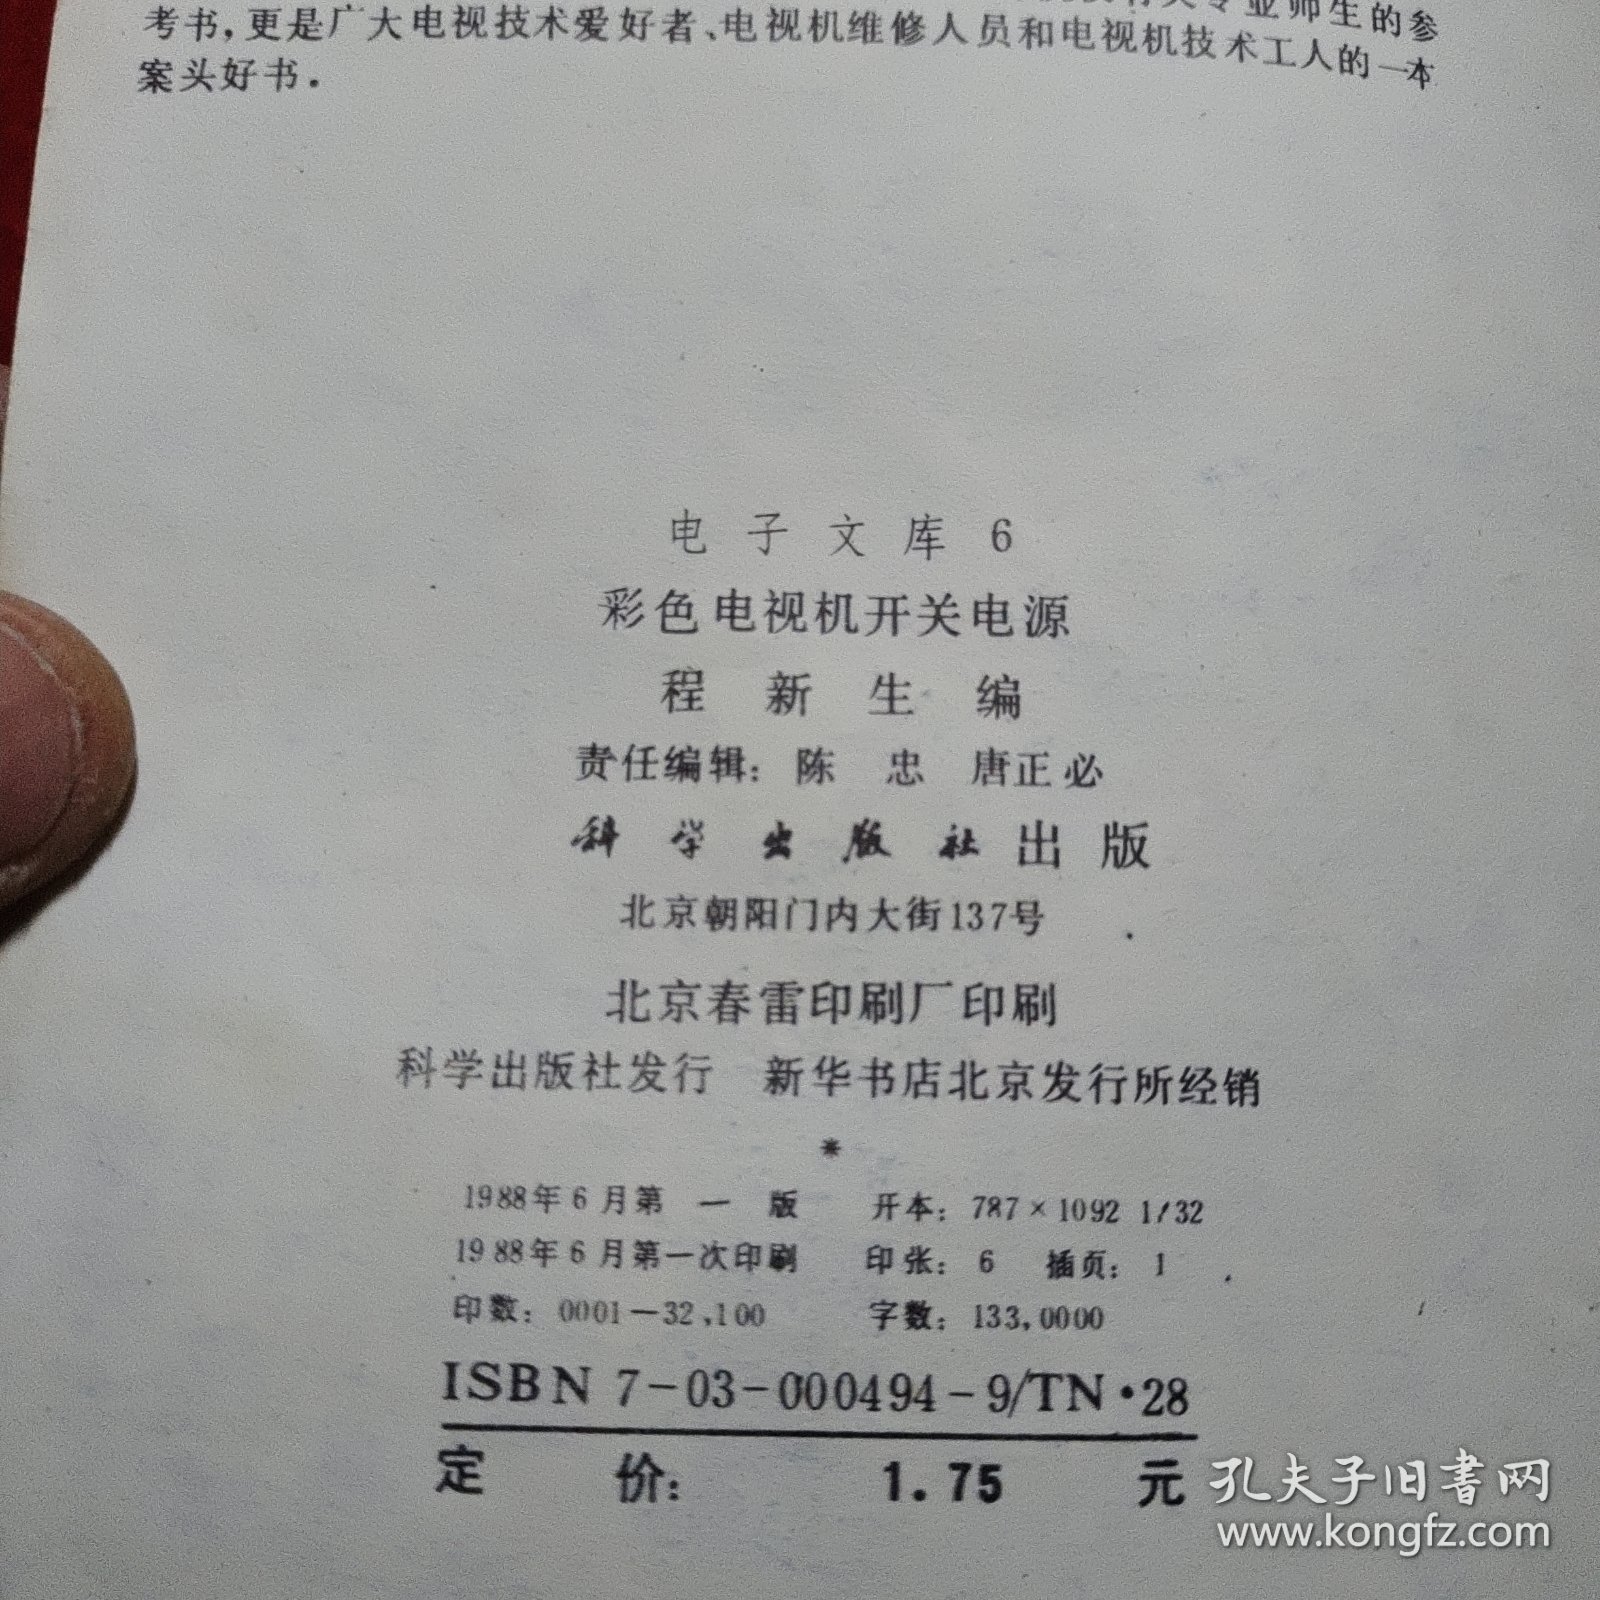 专业师生的参
考书，更是广大电视技术爱好者、电视机维修人员和电视机技术工人的一本
案头好书．
电子文库 6
彩色电视机开关电源
程新生编
责任编辑：陈 忠 唐正必
科学出版社出版
北京朝阳门内大街137号
北京春雷印刷厂印刷
科学出版社发行 新华书店北京发行所经销
*
1988年6月第一版 开本：787×1092 1/32
1988年6月第一次印刷 印张：6 插页：1
印数：0001—32,100 字数：133,0000
ISBN 7-03-000494-9/TN·28
定 价： 1.75 元
孔夫子旧书网
www.kongfz.com